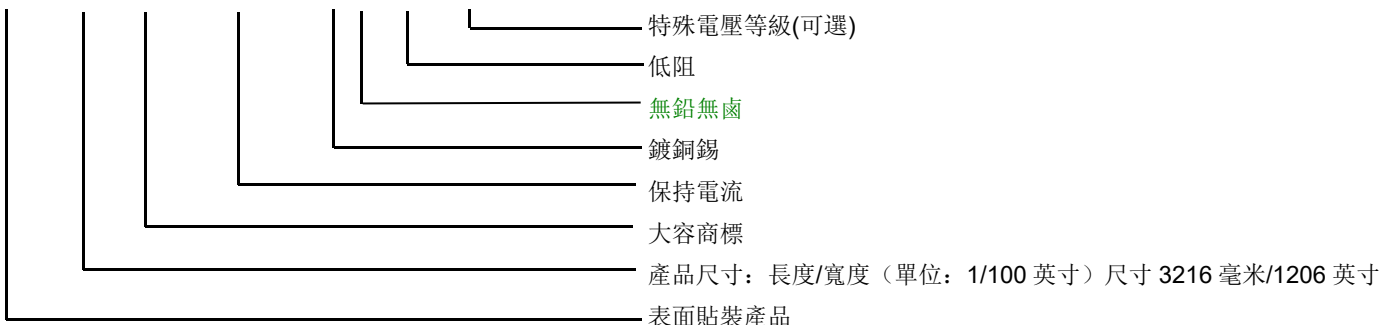 特殊電壓等級(可選)
低阻
無鉛無鹵
鍍銅錫
保持電流
大容商標
產品尺寸：長度/寬度（單位：1/100 英寸）尺寸 3216 毫米/1206 英寸
表面貼裝產品